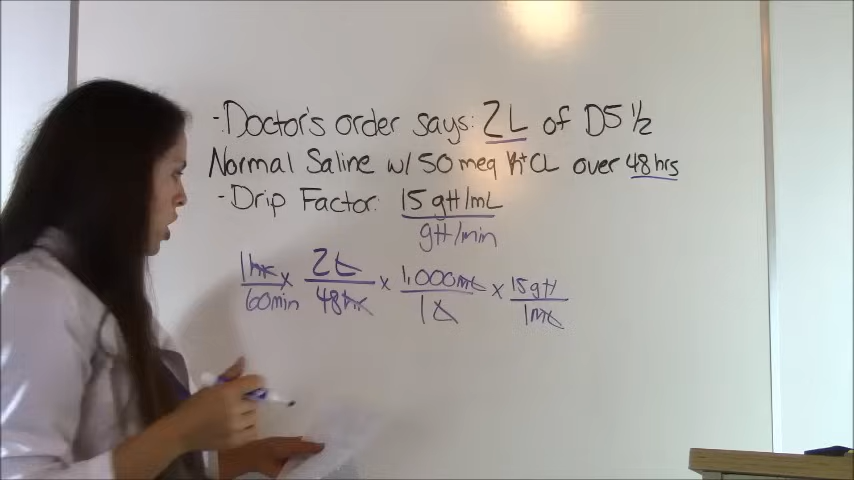 -Doctor's order says: 2L of D5 ½
Normal Saline w/ 50 meq K+CL over 48 hrs
-Drip Factor: 15 gtt/mL
gtt/min
1hr x 2L x 1,000mL x 15gtt
60min 48hr 1L 1mL